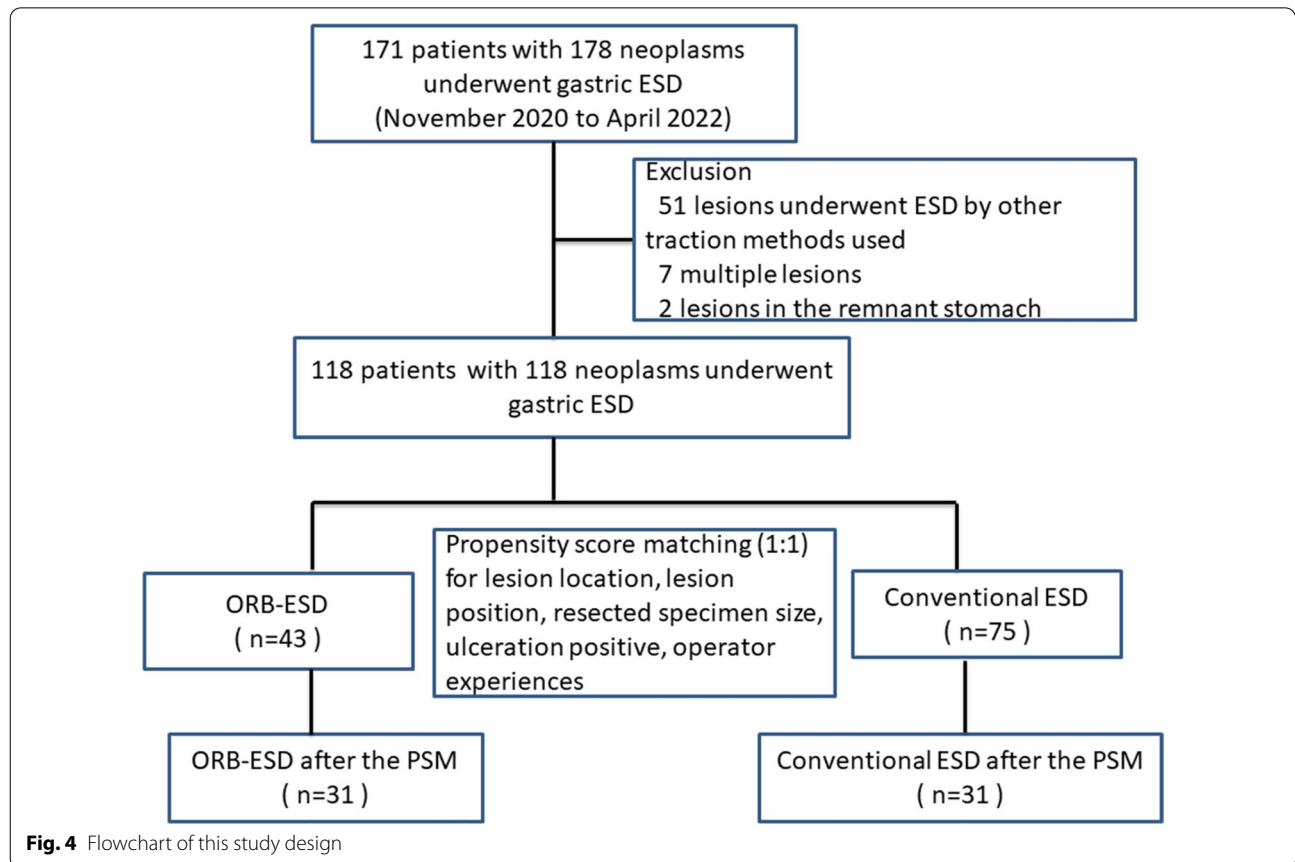 171 patients with 178 neoplasms
underwent gastric ESD
(November 2020 to April 2022)
Exclusion
51 lesions underwent ESD by other
traction methods used
7 multiple lesions
2 lesions in the remnant stomach
118 patients with 118 neoplasms underwent
gastric ESD
Propensity score matching (1:1)
for lesion location, lesion
position, resected specimen size,
ulceration positive, operator
experiences
ORB-ESD
( n=43 )
Conventional ESD
( n=75 )
ORB-ESD after the PSM
( n=31 )
Conventional ESD after the PSM
( n=31 )
Fig. 4 Flowchart of this study design